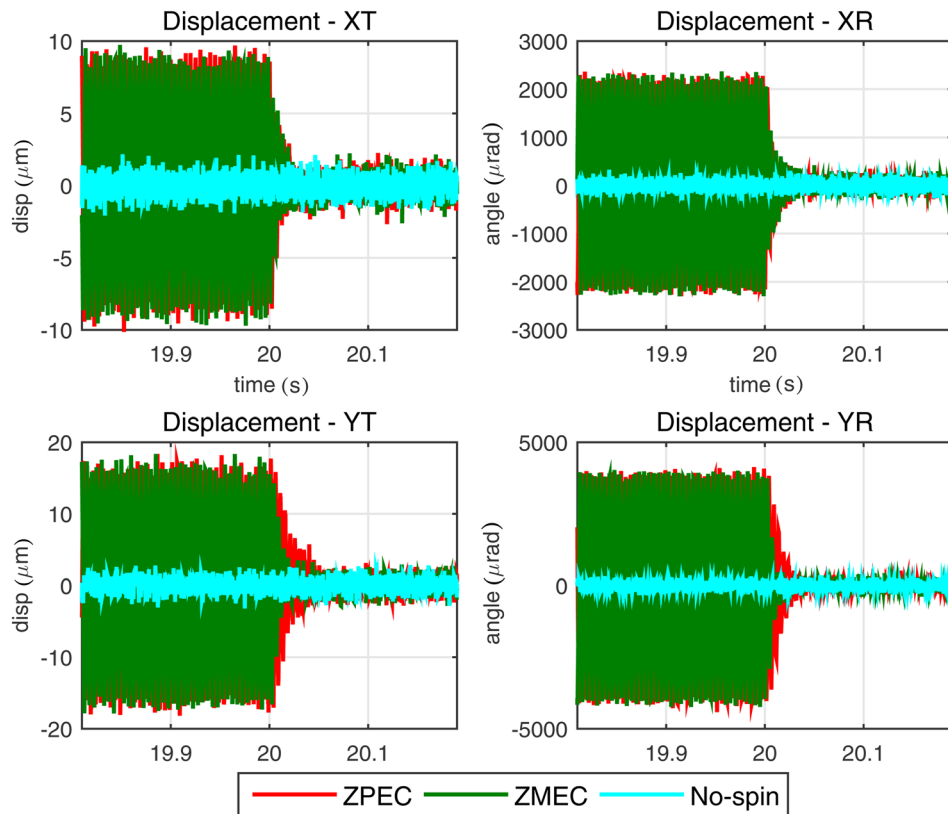 Displacement - XT
disp (μm)
10
5
0
-5
-10
19.9 20 20.1
time (s)
Displacement - XR
angle (μrad)
3000
2000
1000
0
-1000
-2000
-3000
19.9 20 20.1
time (s)
Displacement - YT
disp (μm)
20
10
0
-10
-20
19.9 20 20.1
Displacement - YR
angle (μrad)
5000
0
-5000
19.9 20 20.1
ZPEC ZMEC No-spin